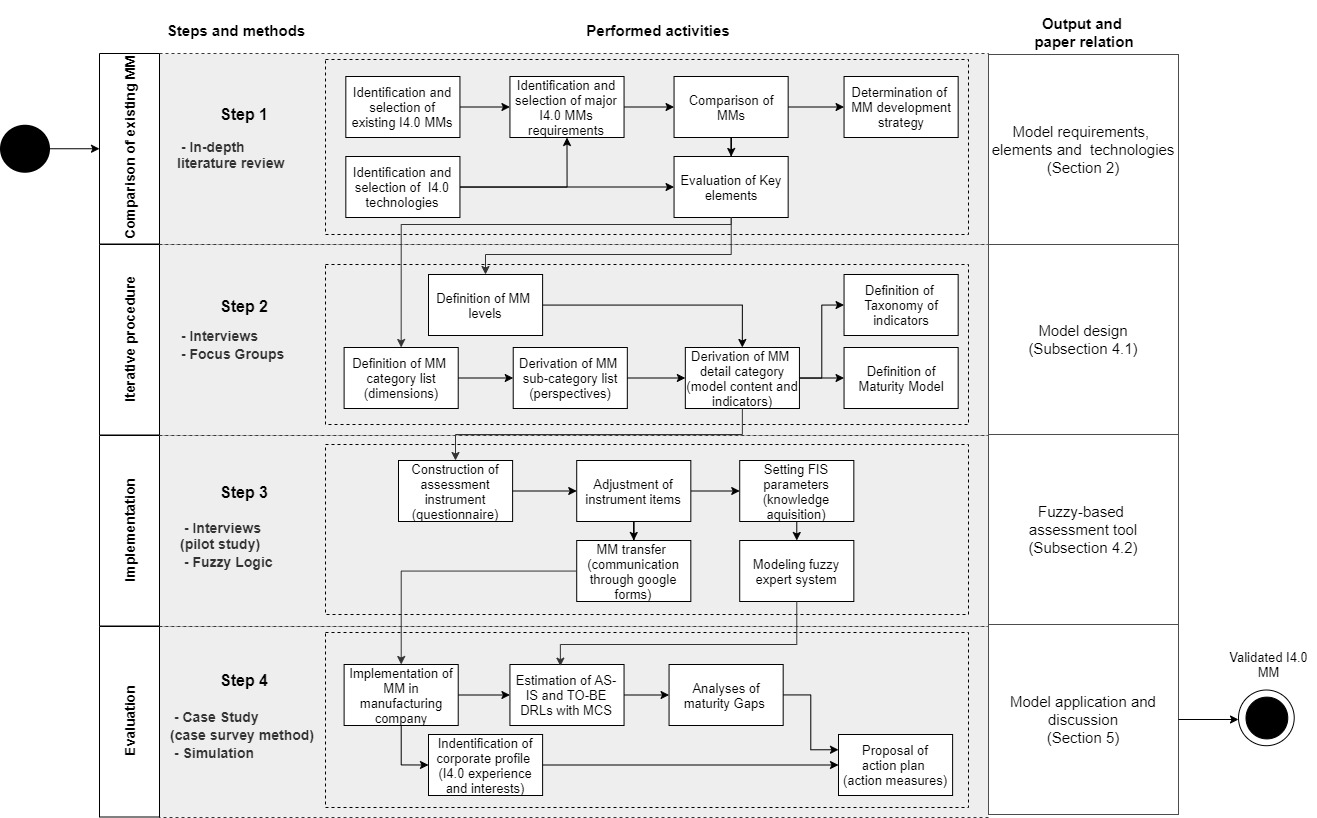 Steps and methods
Performed activities
Output and
paper relation
Comparison of existing MM
Step 1
- In-depth
literature review
Identification and
selection of
existing I4.0 MMs
Identification and
selection of major
I4.0 MMs
requirements
Comparison of
MMs
Determination of
MM development
strategy
Identification and
selection of I4.0
technologies
Evaluation of Key
elements
Model requirements,
elements and technologies
(Section 2)
Iterative procedure
Step 2
- Interviews
- Focus Groups
Definition of MM
levels
Definition of
Taxonomy of
indicators
Definition of MM
category list
(dimensions)
Derivation of MM
sub-category list
(perspectives)
Derivation of MM
detail category
(model content and
indicators)
Definition of
Maturity Model
Model design
(Subsection 4.1)
Implementation
Step 3
- Interviews
(pilot study)
- Fuzzy Logic
Construction of
assessment
instrument
(questionnaire)
Adjustment of
instrument items
Setting FIS
parameters
(knowledge
aquisition)
MM transfer
(communication
through google
forms)
Modeling fuzzy
expert system
Fuzzy-based
assessment tool
(Subsection 4.2)
Evaluation
Step 4
- Case Study
(case survey method)
- Simulation
Implementation of
MM in
manufacturing
company
Estimation of AS-
IS and TO-BE
DRLs with MCS
Analyses of
maturity Gaps
Indentification of
corporate profile
(I4.0 experience
and interests)
Proposal of
action plan
(action measures)
Model application and
discussion
(Section 5)
Validated I4.0
MM